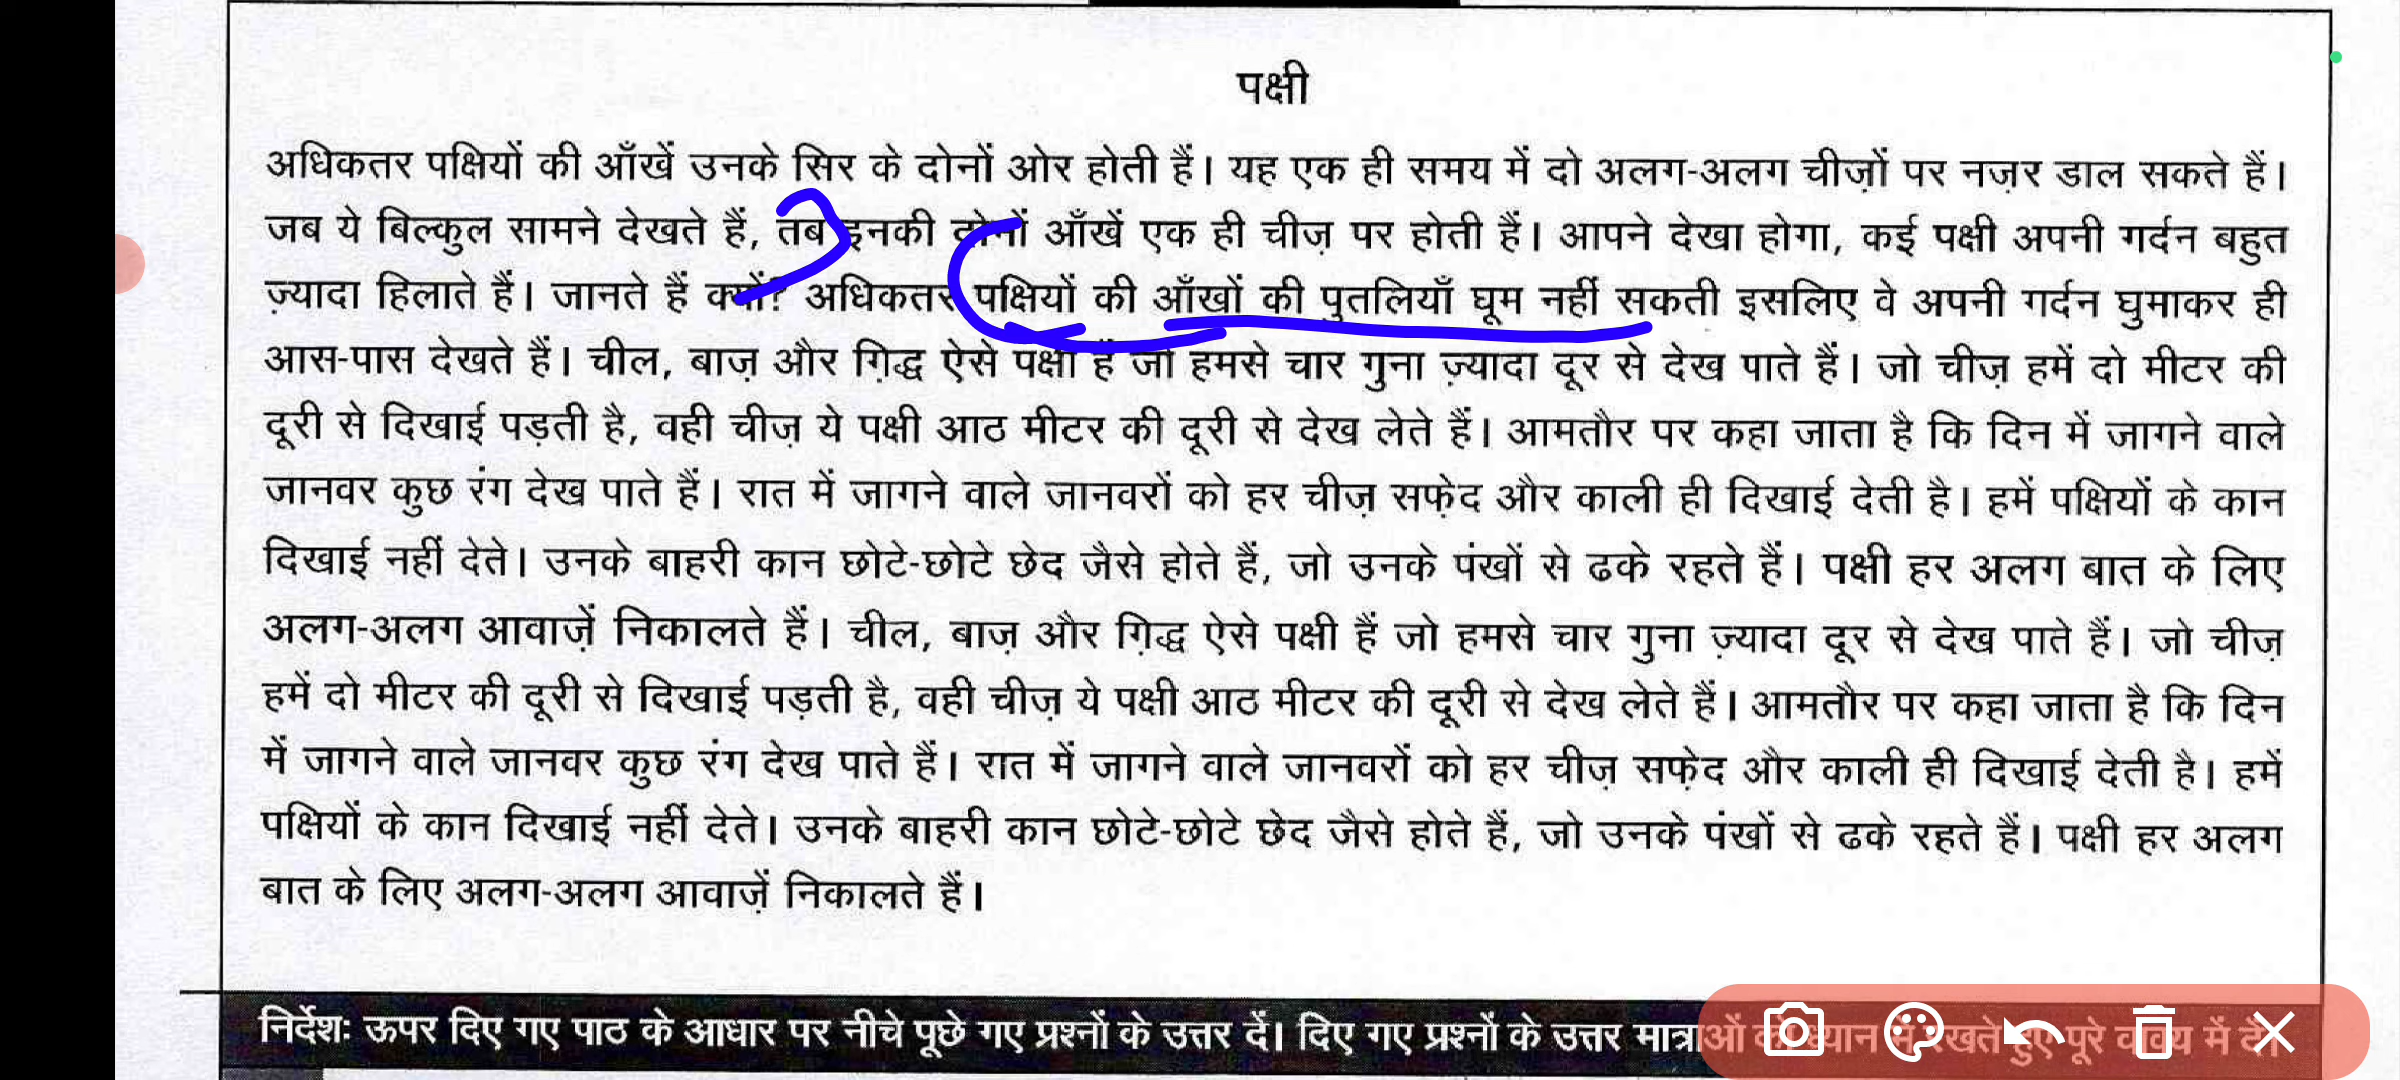 पक्षी
अधिकतर पक्षियों की आँखें उनके सिर के दोनों ओर होती हैं। यह एक ही समय में दो अलग-अलग चीज़ों पर नज़र डाल सकते हैं।
जब ये बिल्कुल सामने देखते हैं, तब इनकी दोनों आँखें एक ही चीज़ पर होती हैं। आपने देखा होगा, कई पक्षी अपनी गर्दन बहुत
ज़्यादा हिलाते हैं। जानते हैं क्यों? अधिकतर पक्षियों की आँखों की पुतलियाँ घूम नहीं सकती इसलिए वे अपनी गर्दन घुमाकर ही
आस-पास देखते हैं। चील, बाज़ और ग़िद्ध ऐसे पक्षी हैं जो हमसे चार गुना ज़्यादा दूर से देख पाते हैं। जो चीज़ हमें दो मीटर की
दूरी से दिखाई पड़ती है, वही चीज़ ये पक्षी आठ मीटर की दूरी से देख लेते हैं। आमतौर पर कहा जाता है कि दिन में जागने वाले
जानवर कुछ रंग देख पाते हैं। रात में जागने वाले जानवरों को हर चीज़ सफ़ेद और काली ही दिखाई देती है। हमें पक्षियों के कान
दिखाई नहीं देते। उनके बाहरी कान छोटे-छोटे छेद जैसे होते हैं, जो उनके पंखों से ढके रहते हैं। पक्षी हर अलग बात के लिए
अलग-अलग आवाज़ें निकालते हैं। चील, बाज़ और ग़िद्ध ऐसे पक्षी हैं जो हमसे चार गुना ज़्यादा दूर से देख पाते हैं। जो चीज़
हमें दो मीटर की दूरी से दिखाई पड़ती है, वही चीज़ ये पक्षी आठ मीटर की दूरी से देख लेते हैं। आमतौर पर कहा जाता है कि दिन
में जागने वाले जानवर कुछ रंग देख पाते हैं। रात में जागने वाले जानवरों को हर चीज़ सफ़ेद और काली ही दिखाई देती है। हमें
पक्षियों के कान दिखाई नहीं देते। उनके बाहरी कान छोटे-छोटे छेद जैसे होते हैं, जो उनके पंखों से ढके रहते हैं। पक्षी हर अलग
बात के लिए अलग-अलग आवाज़ें निकालते हैं।
निर्देशः ऊपर दिए गए पाठ के आधार पर नीचे पूछे गए प्रश्नों के उत्तर दें। दिए गए प्रश्नों के उत्तर मात्राओं का ध्यान में रखते हुए पूरे वाक्य में दें।